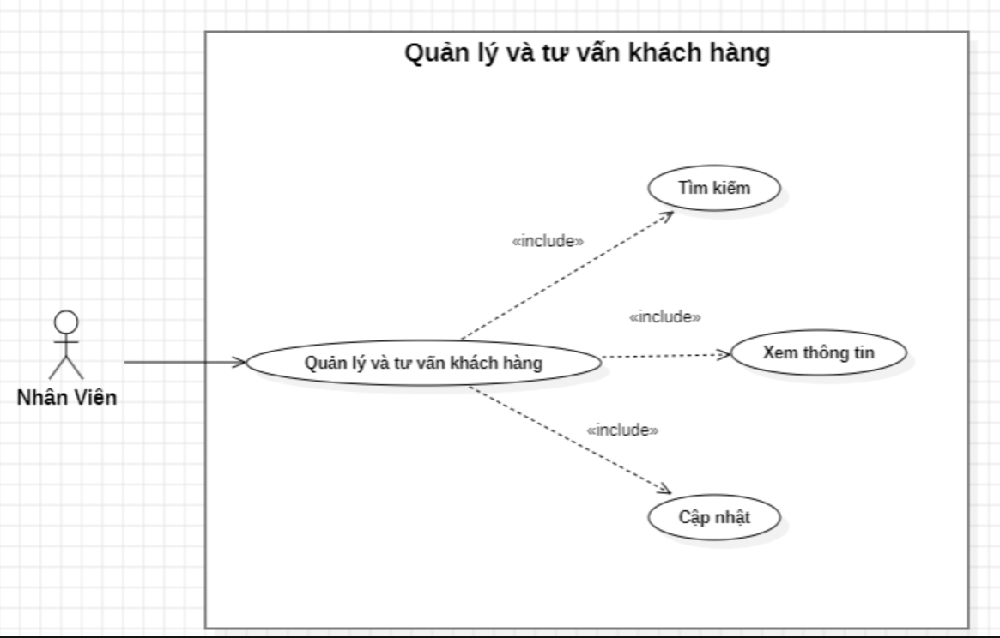 Quản lý và tư vấn khách hàng
Tìm kiếm
«include»
«include»
Xem thông tin
Quản lý và tư vấn khách hàng
Nhân Viên
«include»
Cập nhật